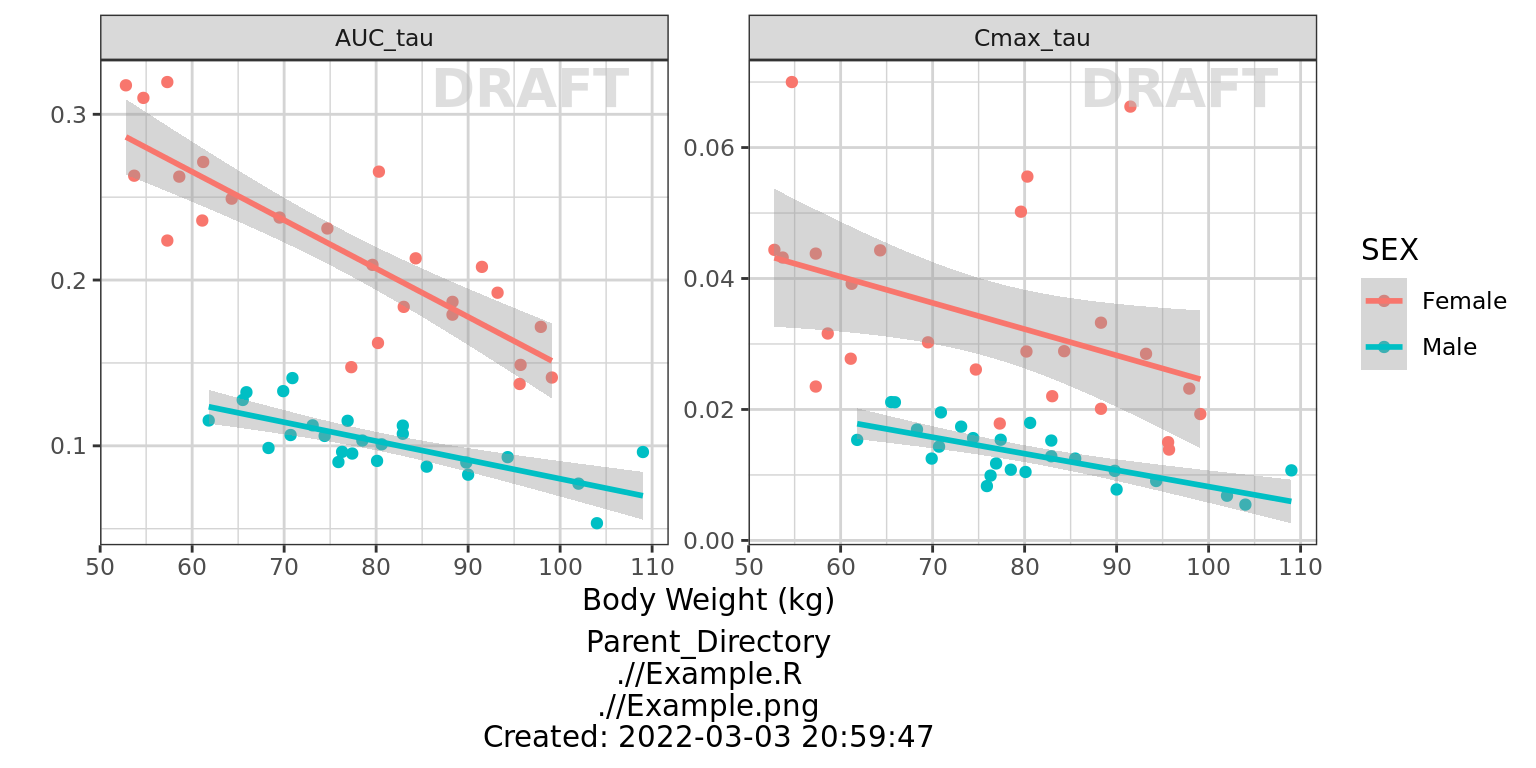 AUC_tau
Cmax_tau
DRAFT
DRAFT
0.3
0.2
0.1
0.06
0.04
0.02
0.00
50 60 70 80 90 100 110
50 60 70 80 90 100 110
Body Weight (kg)
SEX
Female
Male
Parent_Directory
.//Example.R
.//Example.png
Created: 2022-03-03 20:59:47